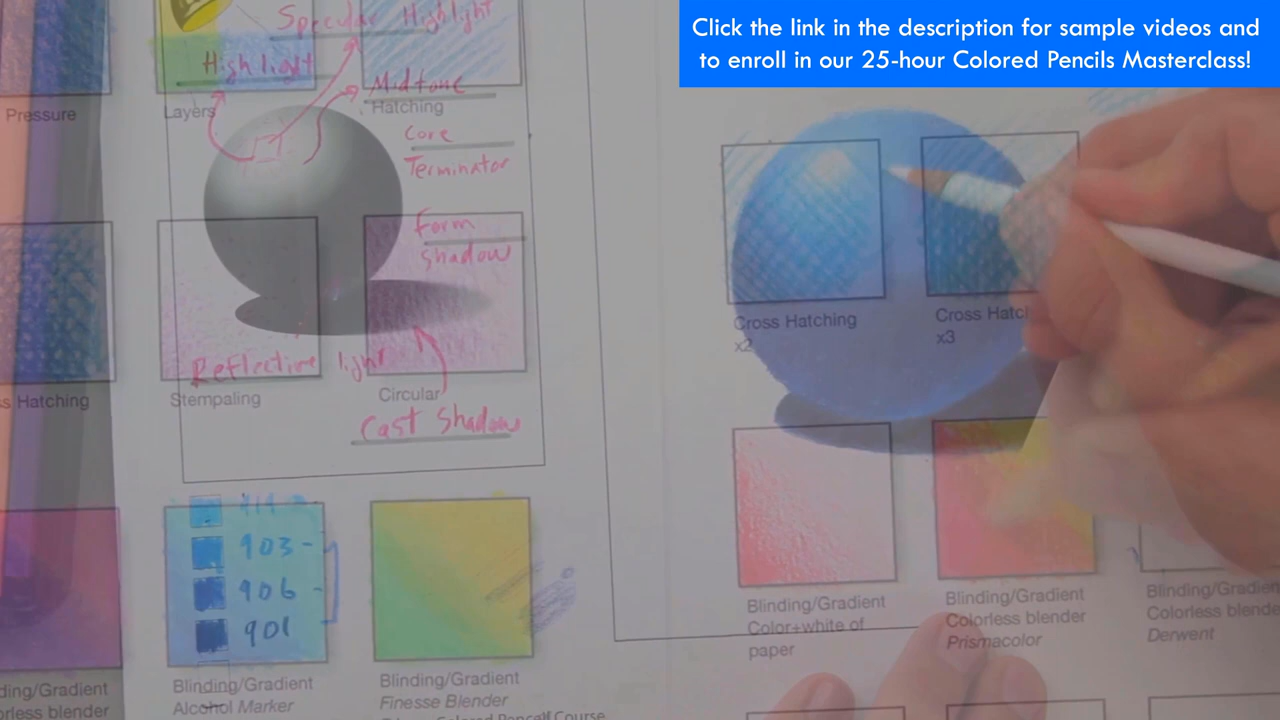 Click the link in the description for sample videos and
to enroll in our 25-hour Colored Pencils Masterclass!
Specular Highlight
Highlight
Midtone
Pressure
Layers
Hatching
Core
Terminator
Form
shadow
Cross Hatching
x2
x3
Reflective light
Hatching
Stempaling
Circular
Cast Shadow
903
906
901
Blinding/Gradient
Color+white of
paper
Blinding/Gradient
Colorless blender
Prismacolor
Blinding/Gradient
Derwent
Blinding/Gradient
Alcohol Marker
Blinding/Gradient
Finesse Blender